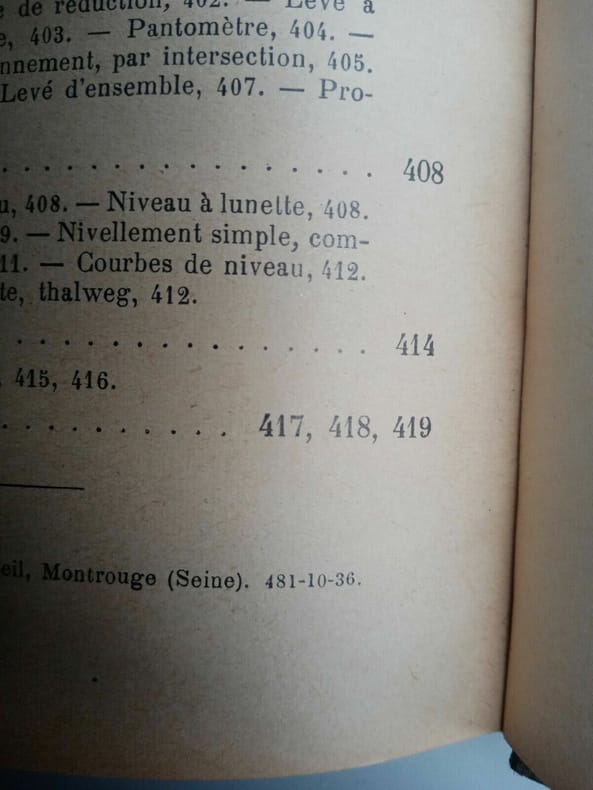 de réduction, 402. — Levé à
403. — Pantomètre, 404. —
nnement, par intersection, 405.
Levé d'ensemble, 407. — Pro-
. . . . . . . . . . . . . . . . 408
u, 408. — Niveau à lunette, 408.
9. — Nivellement simple, com-
11. — Courbes de niveau, 412.
te, thalweg, 412.
. . . . . . . . . . . . . . . 414
415, 416.
. . . . . . . . . . 417, 418, 419
eil, Montrouge (Seine). 481-10-36.